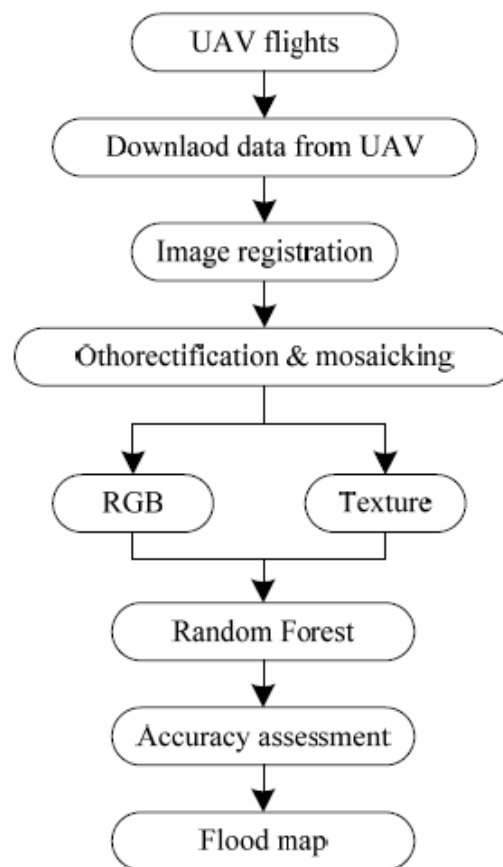 UAV flights
Downlaod data from UAV
Image registration
Othorectification & mosaicking
RGB
Texture
Random Forest
Accuracy assessment
Flood map